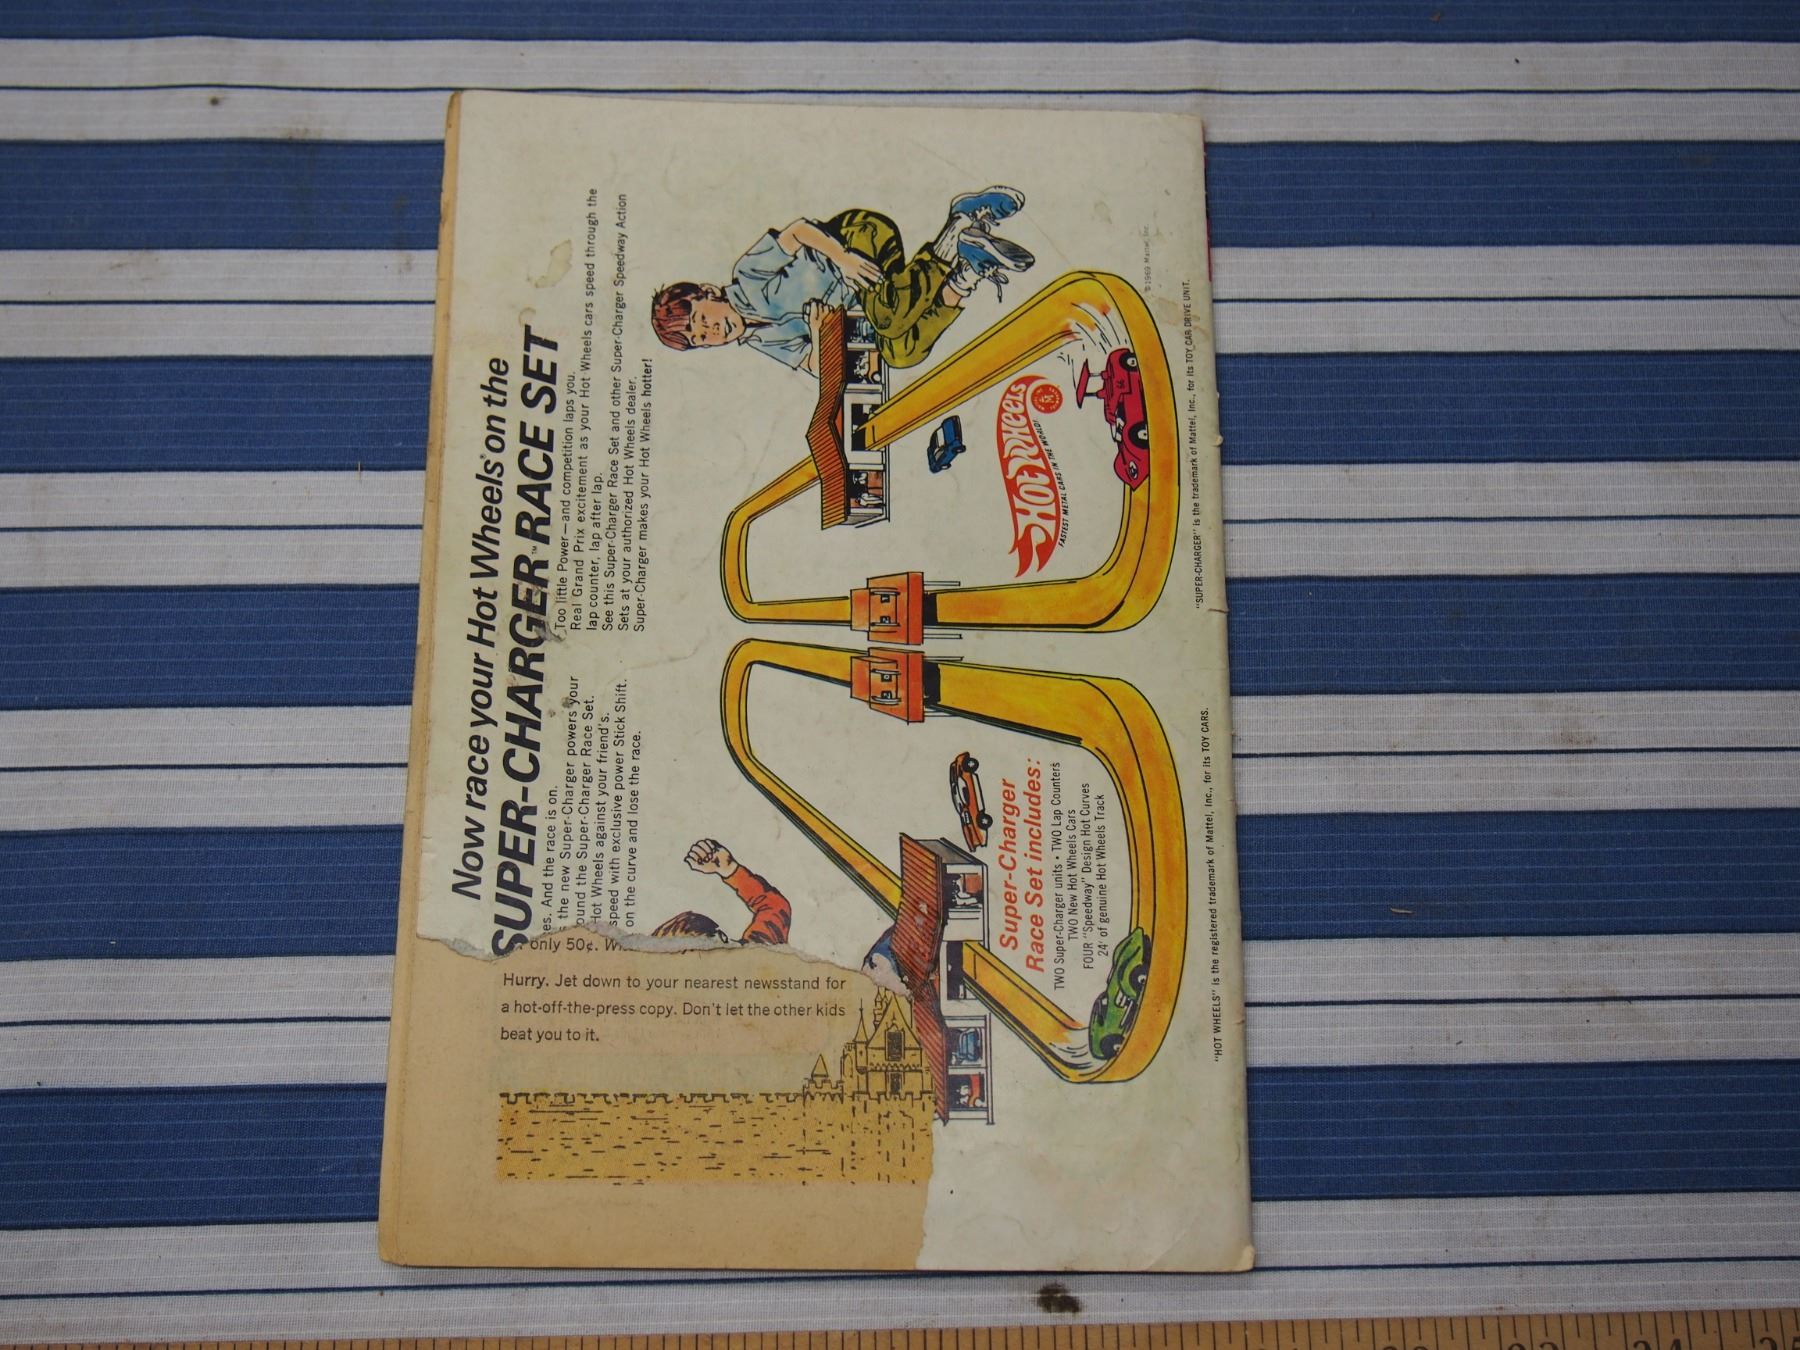 Now race your Hot Wheels® on the
SUPER-CHARGER™ RACE SET
es. And the race is on.
the new Super-Charger powers your
ound the Super-Charger Race Set.
Hot Wheels against your friend's.
speed with exclusive power Stick Shift.
on the curve and lose the race.
Too little Power—and competition laps you.
Real Grand Prix excitement as your Hot Wheels cars speed through the
lap counter, lap after lap.
See this Super-Charger Race Set and other Super-Charger Speedway Action
Sets at your authorized Hot Wheels dealer.
Super-Charger makes your Hot Wheels hotter!
only 50¢.
Hurry. Jet down to your nearest newsstand for
a hot-off-the-press copy. Don't let the other kids
beat you to it.
HOT WHEELS
FASTEST METAL CARS IN THE WORLD!
Super-Charger
Race Set includes:
TWO Super-Charger units • TWO Lap Counters
TWO New Hot Wheels Cars
FOUR "Speedway" Design Hot Curves
24' of genuine Hot Wheels Track
©1969 Mattel, Inc.
"HOT WHEELS" is the registered trademark of Mattel, Inc., for its TOY CARS.
"SUPER-CHARGER" is the trademark of Mattel, Inc., for its TOY CAR DRIVE UNIT.